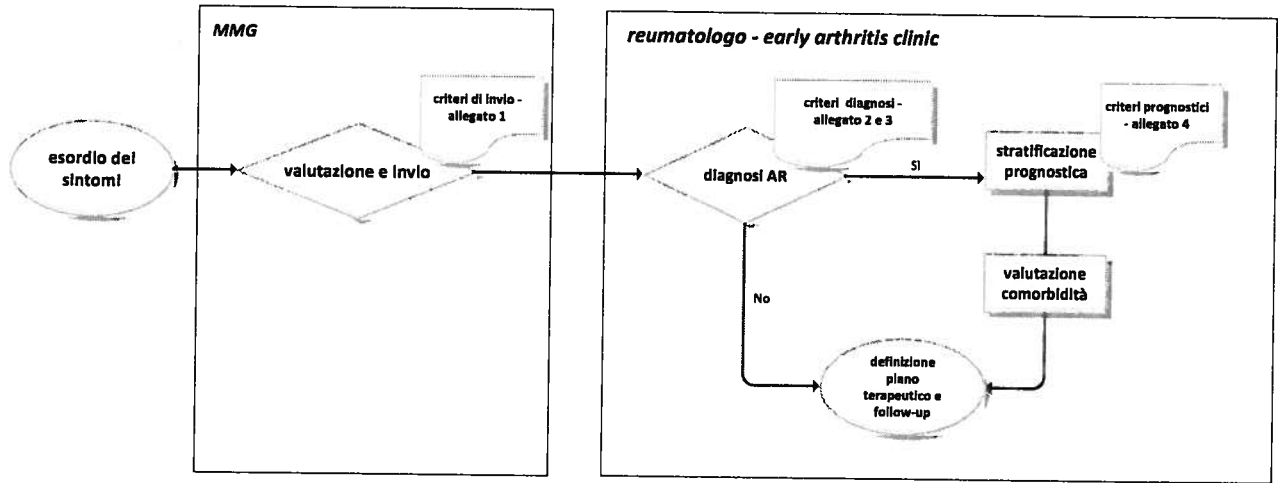 MMG
reumatologo - early arthritis clinic
criteri di invio -
allegato 1
criteri diagnosi -
allegato 2 e 3
criteri prognostici
- allegato 4
esordio dei
sintomi
valutazione e invio
diagnosi AR
Si
stratificazione
prognostica
No
valutazione
comorbidità
definizione
piano
terapeutico e
follow-up